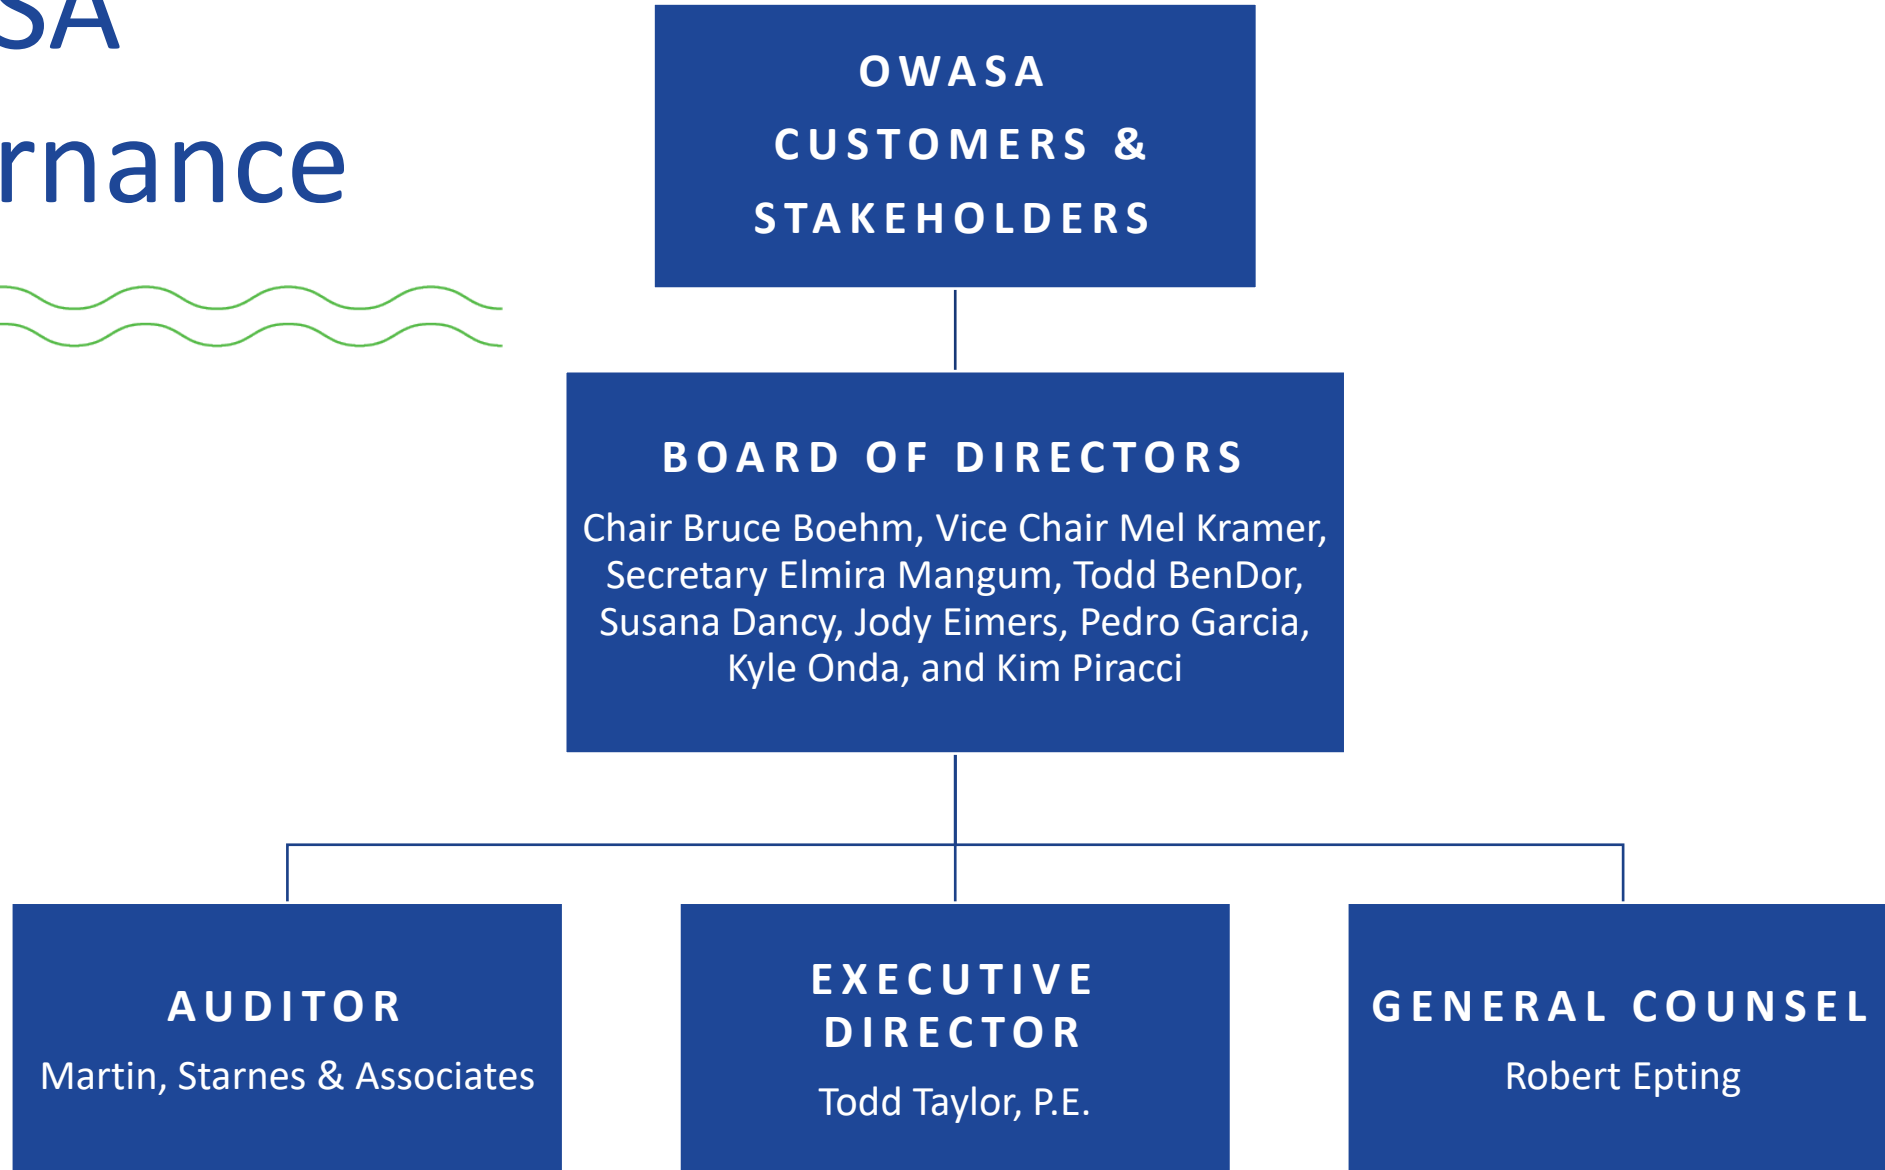 SA
rnance
OWASA
CUSTOMERS &
STAKEHOLDERS
BOARD OF DIRECTORS
Chair Bruce Boehm, Vice Chair Mel Kramer,
Secretary Elmira Mangum, Todd BenDor,
Susana Dancy, Jody Eimers, Pedro Garcia,
Kyle Onda, and Kim Piracci
AUDITOR
Martin, Starnes & Associates
EXECUTIVE
DIRECTOR
Todd Taylor, P.E.
GENERAL COUNSEL
Robert Epting